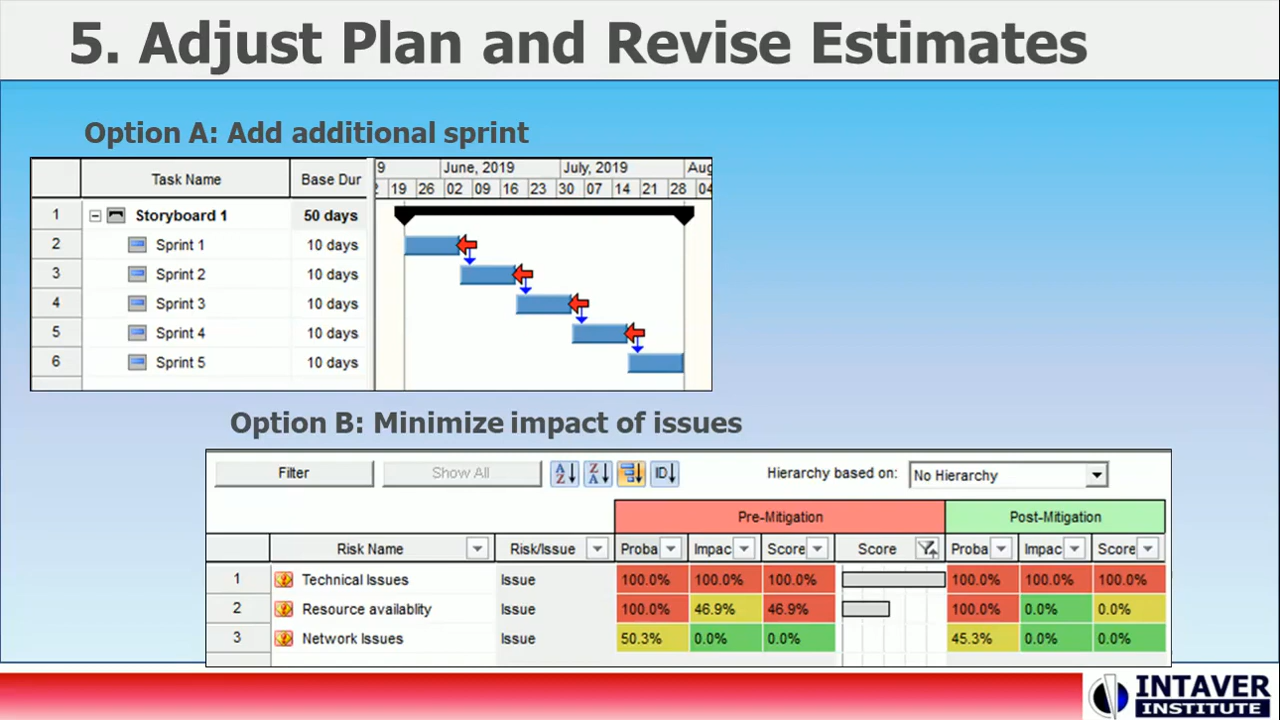 5. Adjust Plan and Revise Estimates
Option A: Add additional sprint
Task Name Base Dur 9 June, 2019 July, 2019 Aug
2 19 26 02 09 16 23 30 07 14 21 28 04
1 Storyboard 1 50 days
2 Sprint 1 10 days
3 Sprint 2 10 days
4 Sprint 3 10 days
5 Sprint 4 10 days
6 Sprint 5 10 days
Option B: Minimize impact of issues
Filter Show All AZ ZA ID Hierarchy based on: No Hierarchy
Pre-Mitigation Post-Mitigation
Risk Name Risk/Issue Proba Impac Score Score Proba Impac Score
1 Technical Issues Issue 100.0% 100.0% 100.0% 100.0% 100.0% 100.0%
2 Resource availablity Issue 100.0% 46.9% 46.9% 100.0% 0.0% 0.0%
3 Network Issues Issue 50.3% 0.0% 0.0% 45.3% 0.0% 0.0%
INTAVER
INSTITUTE